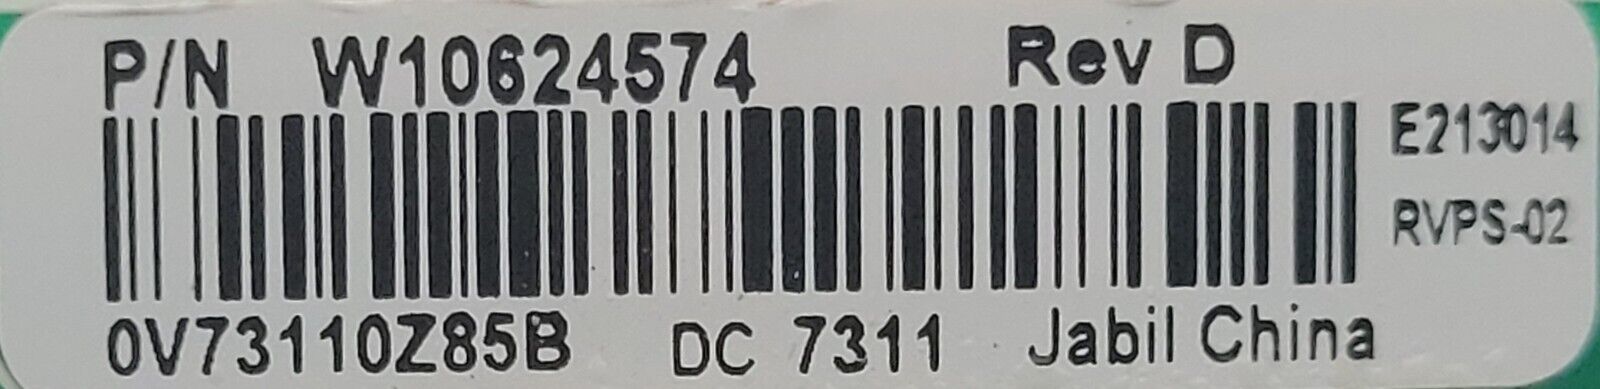 P/N W10624574 Rev D
E213014
RVPS-02
0V73110Z85B DC 7311 Jabil China